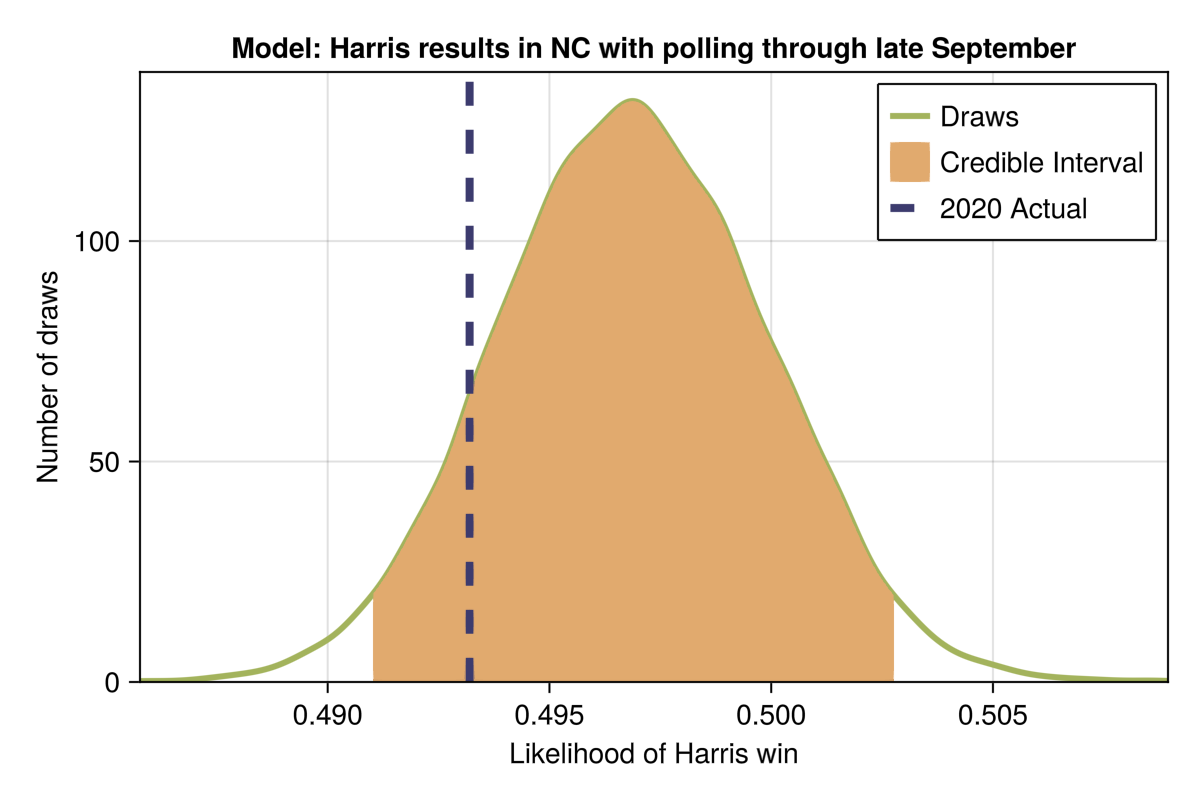 Model: Harris results in NC with polling through late September
Draws
Credible Interval
2020 Actual
Number of draws
100
50
0
0.490
0.495
0.500
0.505
Likelihood of Harris win